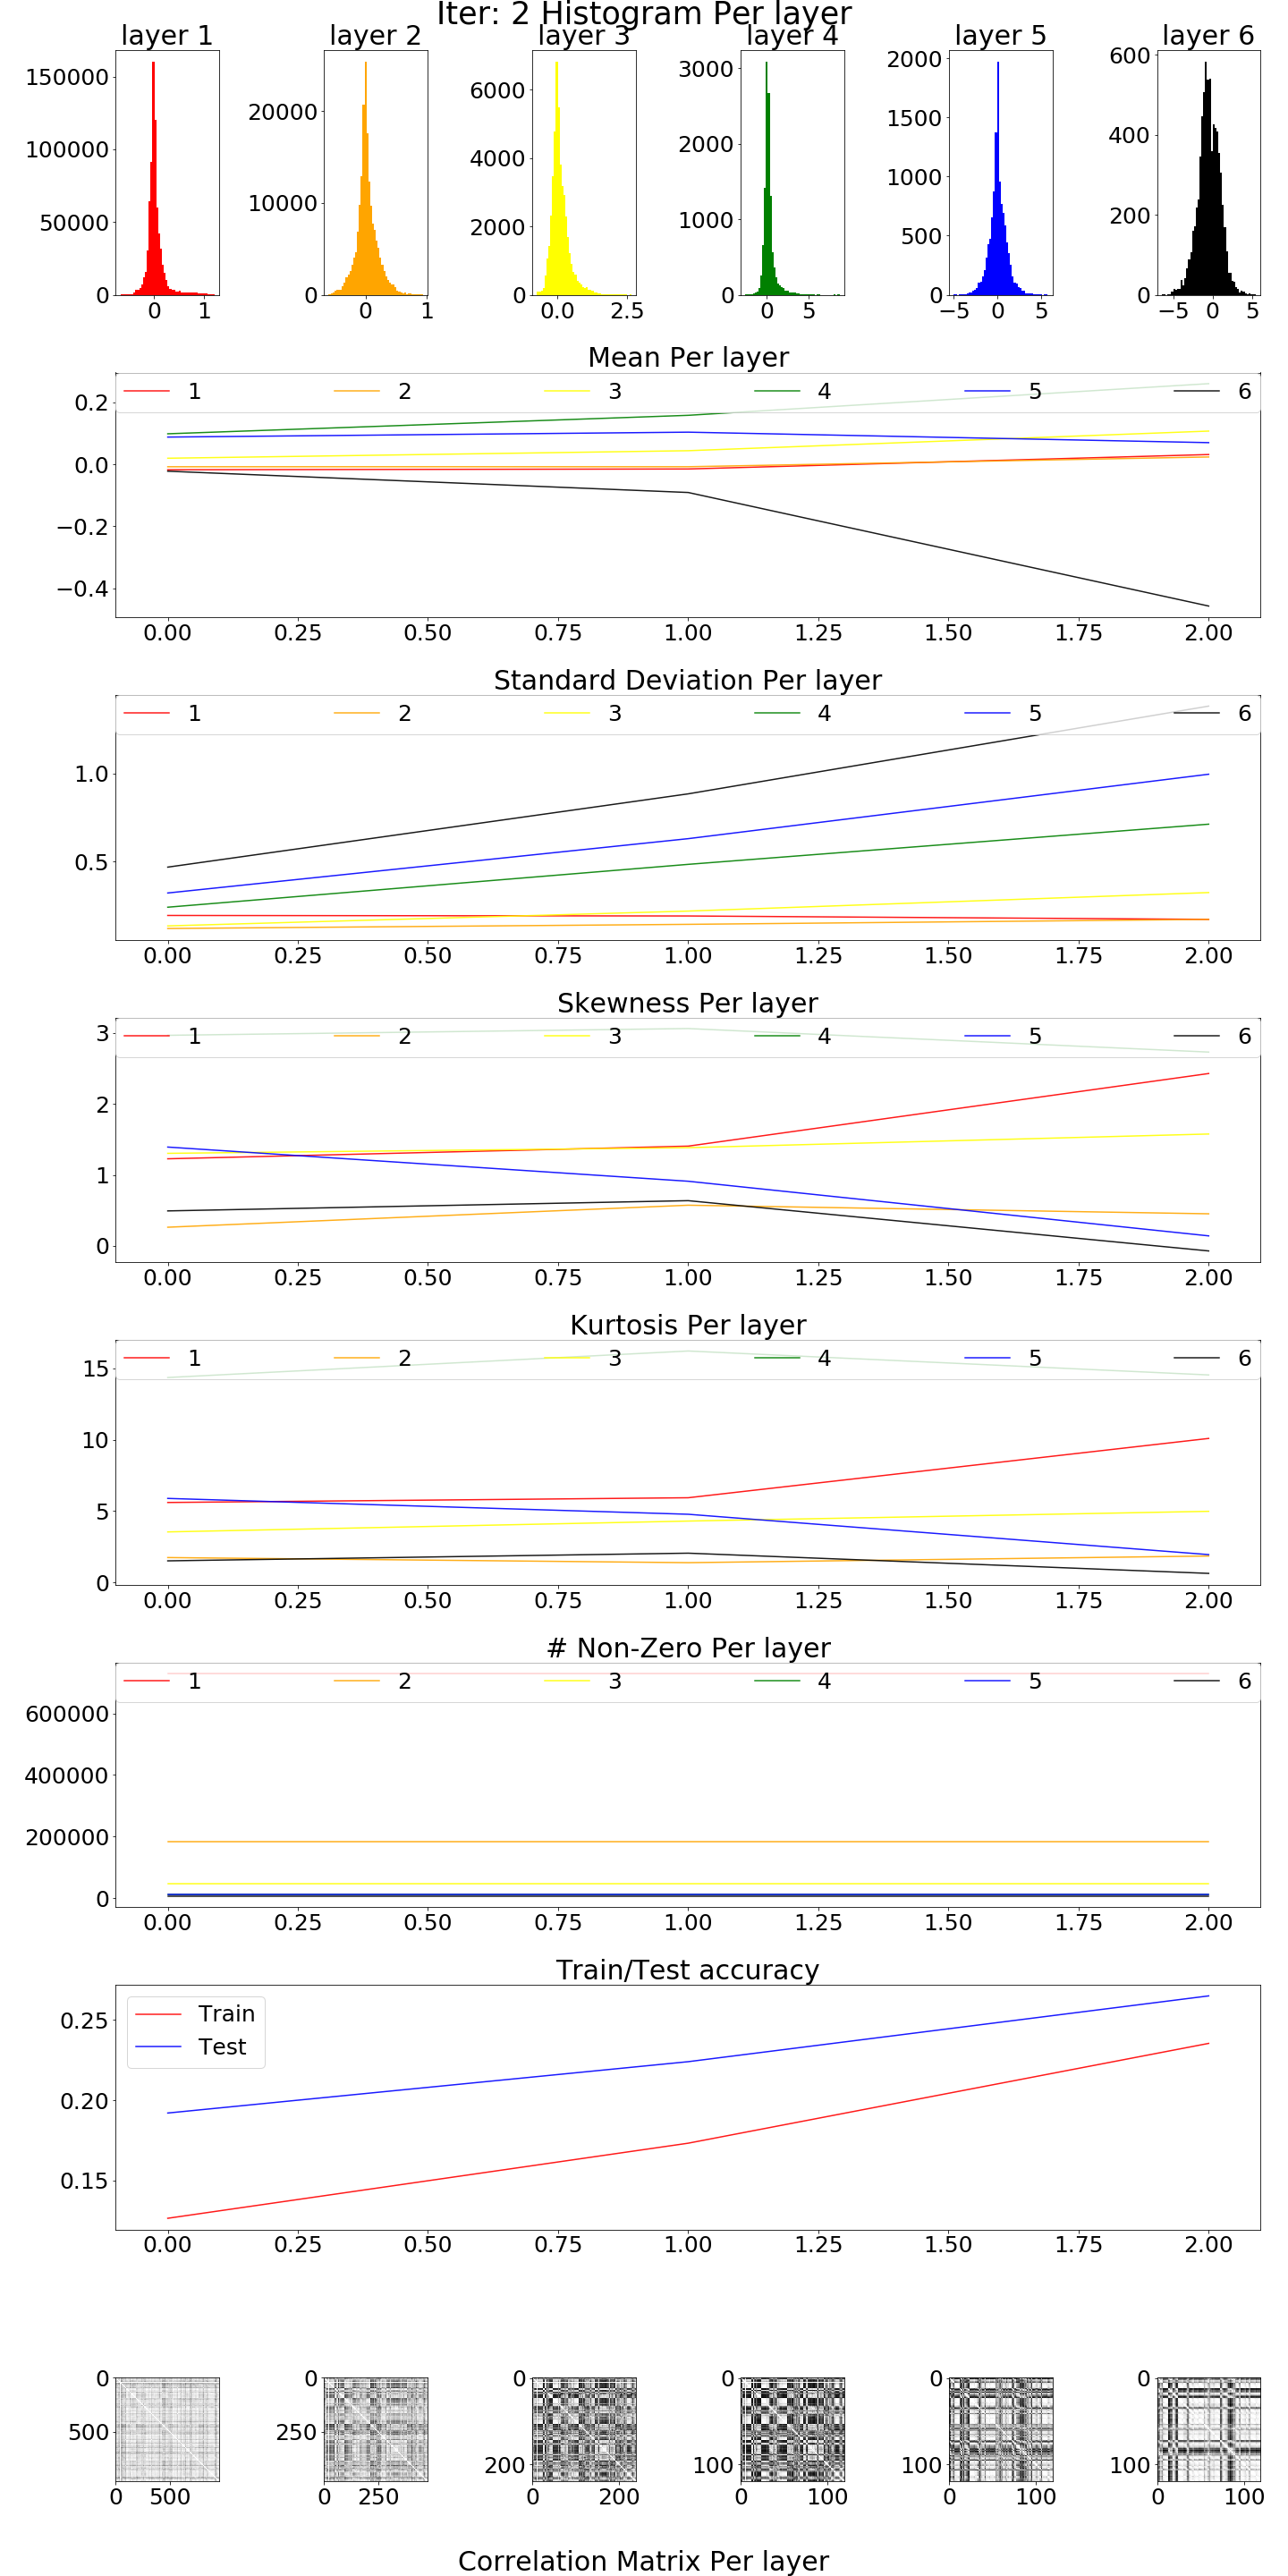 Iter: 2 Histogram Per layer
layer 1 layer 2 layer 3 layer 4 layer 5 layer 6
150000
100000
50000
0
0 1
20000
10000
0
0 1
6000
4000
2000
0
0.0 2.5
3000
2000
1000
0
0 5
2000
1500
1000
500
0
−5 0 5
600
400
200
0
−5 0 5
Mean Per layer
1 2 3 4 5 6
0.2
0.0
−0.2
−0.4
0.00 0.25 0.50 0.75 1.00 1.25 1.50 1.75 2.00
Standard Deviation Per layer
1 2 3 4 5 6
1.0
0.5
0.00 0.25 0.50 0.75 1.00 1.25 1.50 1.75 2.00
Skewness Per layer
1 2 3 4 5 6
3
2
1
0
0.00 0.25 0.50 0.75 1.00 1.25 1.50 1.75 2.00
Kurtosis Per layer
1 2 3 4 5 6
15
10
5
0
0.00 0.25 0.50 0.75 1.00 1.25 1.50 1.75 2.00
# Non-Zero Per layer
1 2 3 4 5 6
600000
400000
200000
0
0.00 0.25 0.50 0.75 1.00 1.25 1.50 1.75 2.00
Train/Test accuracy
Train
Test
0.25
0.20
0.15
0.00 0.25 0.50 0.75 1.00 1.25 1.50 1.75 2.00
0
500
0 500
0
250
0 250
0
200
0 200
0
100
0 100
0
100
0 100
0
100
0 100
Correlation Matrix Per layer